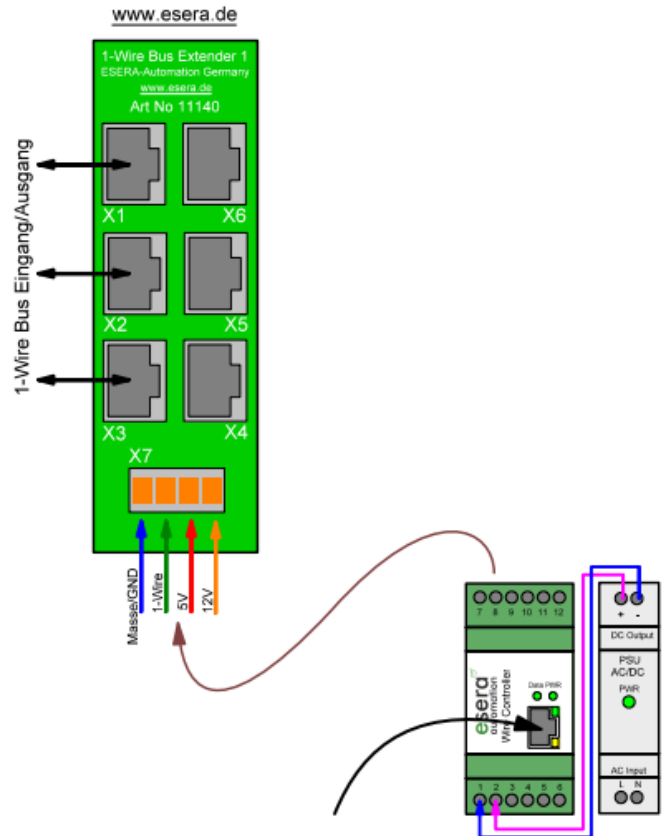 www.esera.de
1-Wire Bus Extender 1
ESERA-Automation Germany
www.esera.de
Art No 11140
1-Wire Bus Eingang/Ausgang
X1
X6
X2
X5
X3
X4
X7
Masse/GND
1-Wire
5V
12V
7 8 9 10 11 12
esera
automation
Wire Controller
Data PWR
1 2 3 4 5 6
+ -
DC Output
PSU
AC/DC
PWR
AC Input
L N